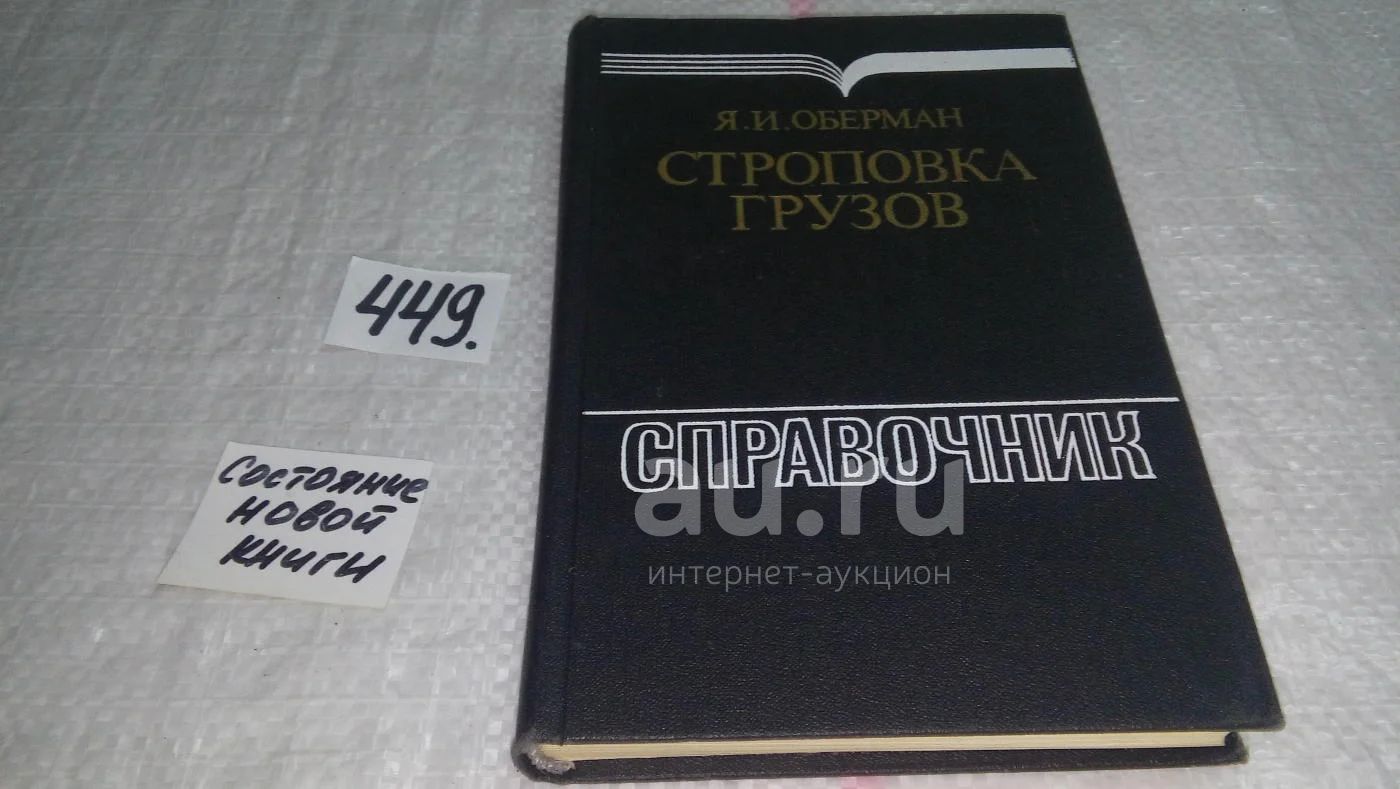 Я.И.ОБЕРМАН
СТРОПОВКА
ГРУЗОВ
449.
СПРАВОЧНИК
Состояние
новой
книги
au.ru
интернет-аукцион